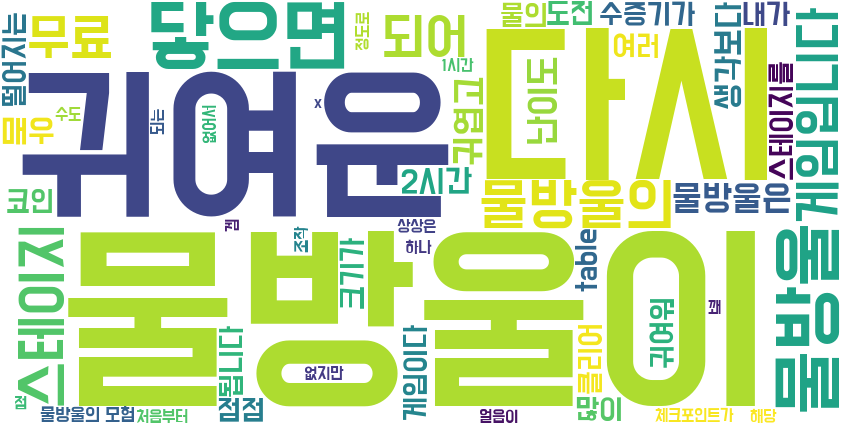 떨어지는
무료
닿으면
정도로
되어
물의
도전
수증기가
내가
1시간
여러
생각보다
스테이지를
게임입니다
매우
수도
귀여운
되는
없어서
x
귀엽고
난이도
다시
코인
2시간
물방울의
물방울은
겜
조작
상상은
하나
크기가
table
스테이지
물방울이
귀여워
꽤
물방울
됩니다
없지만
게임이다
클리어
점
물방울의 모험
처음부터
점점
얼음이
많이
체크포인트가
해당